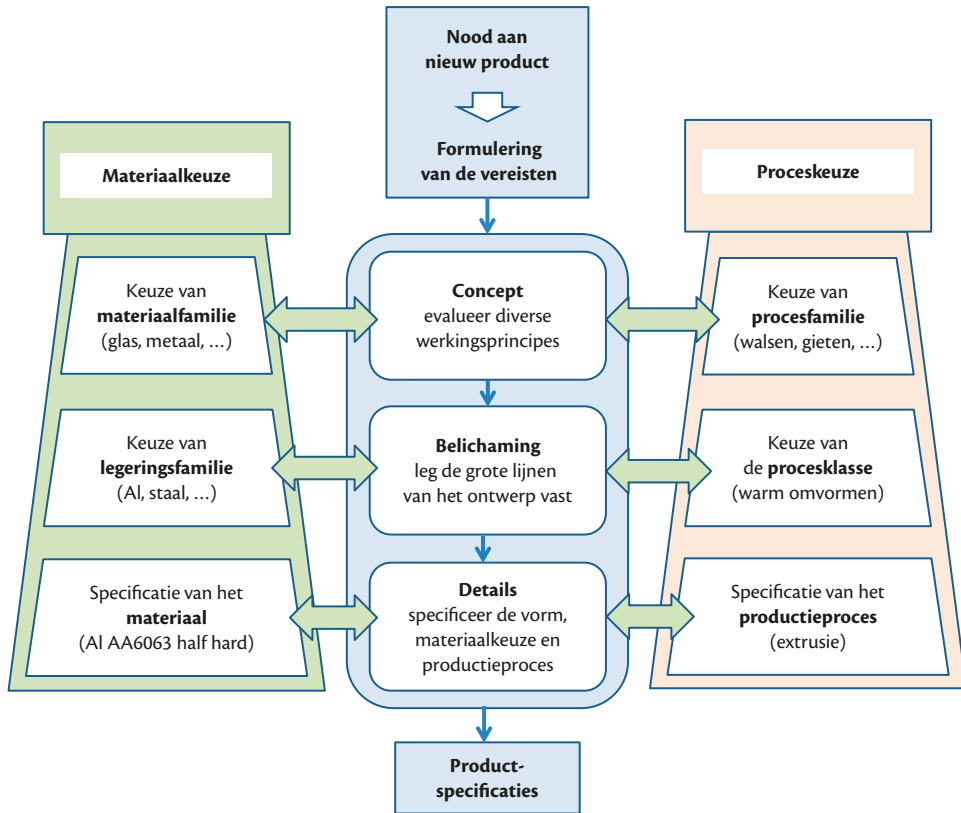 Nood aan
nieuw product
Formulering
van de vereisten
Materiaalkeuze
Proceskeuze
Keuze van
materiaalfamilie
(glas, metaal, ...)
Concept
evalueer diverse
werkingsprincipes
Keuze van
procesfamilie
(walsen, gieten, ...)
Keuze van
legeringsfamilie
(Al, staal, ...)
Belichaming
leg de grote lijnen
van het ontwerp vast
Keuze van
de procesklasse
(warm omvormen)
Specificatie van het
materiaal
(Al AA6063 half hard)
Details
specificeer de vorm,
materiaalkeuze en
productieproces
Specificatie van het
productieproces
(extrusie)
Product-
specificaties